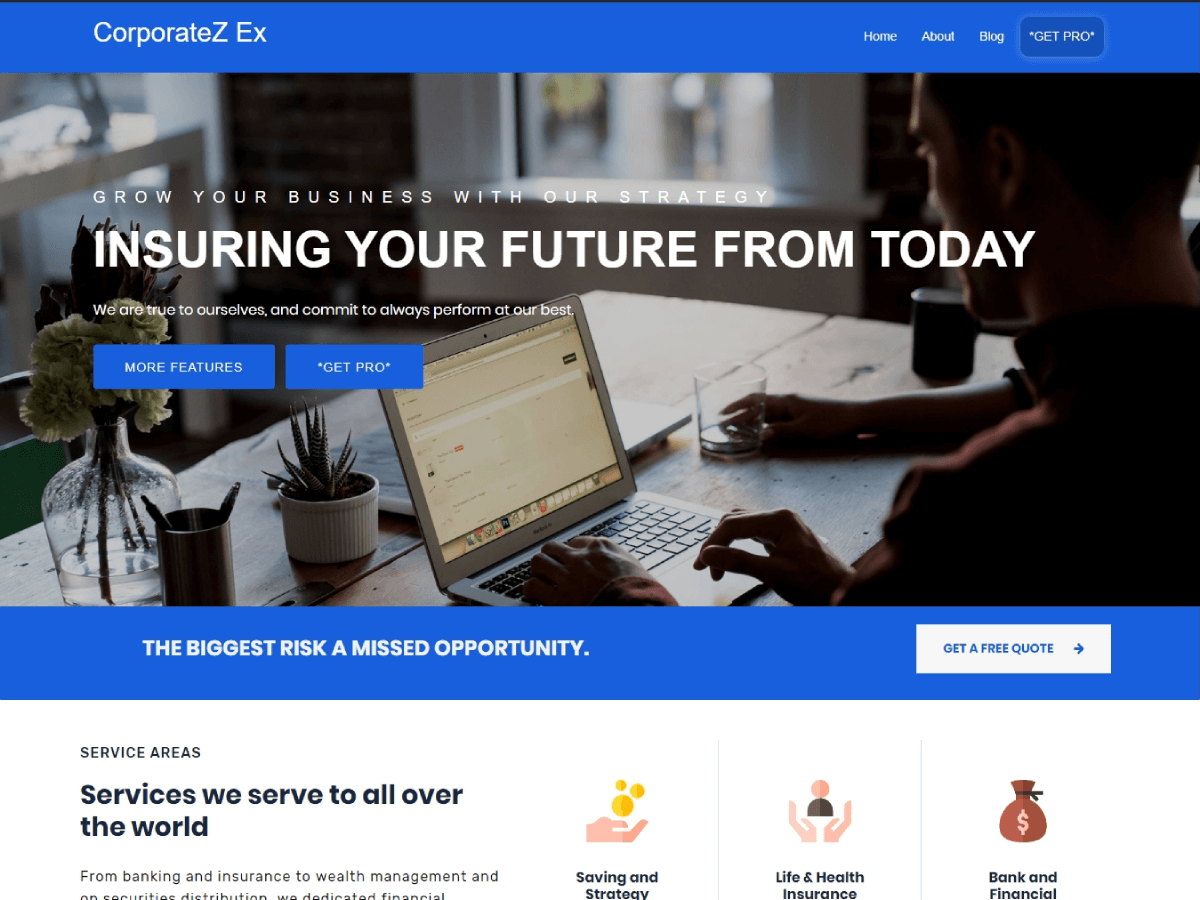 CorporateZ Ex
Home About Blog *GET PRO*
GROW YOUR BUSINESS WITH OUR STRATEGY
INSURING YOUR FUTURE FROM TODAY
We are true to ourselves, and commit to always perform at our best.
MORE FEATURES *GET PRO*
THE BIGGEST RISK A MISSED OPPORTUNITY.
GET A FREE QUOTE
SERVICE AREAS
Services we serve to all over
the world
From banking and insurance to wealth management and
on securities distribution, we dedicated financial
Saving and
Strategy
Life & Health
Insurance
Bank and
Financial